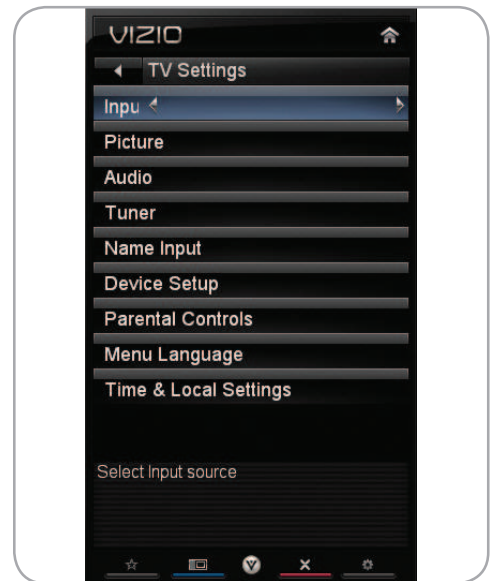 VIZIO
TV Settings
Inpu
Picture
Audio
Tuner
Name Input
Device Setup
Parental Controls
Menu Language
Time & Local Settings
Select Input source
V